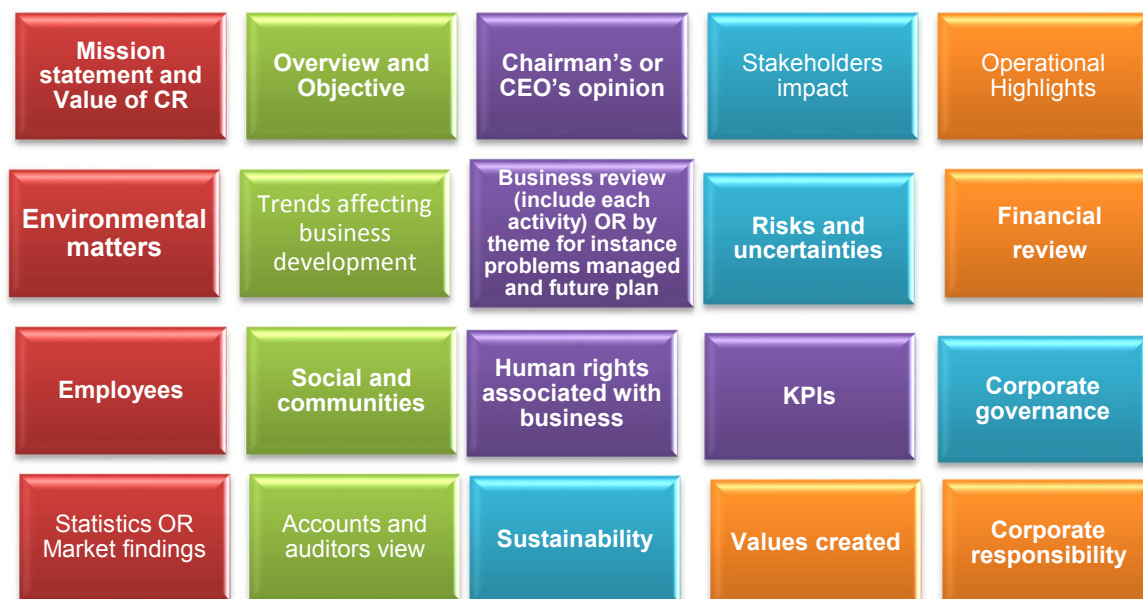 Mission
statement and
Value of CR
Overview and
Objective
Chairman's or
CEO's opinion
Stakeholders
impact
Operational
Highlights
Environmental
matters
Trends affecting
business
development
Business review
(include each
activity) OR by
theme for instance
problems managed
and future plan
Risks and
uncertainties
Financial
review
Employees
Social and
communities
Human rights
associated with
business
KPIs
Corporate
governance
Statistics OR
Market findings
Accounts and
auditors view
Sustainability
Values created
Corporate
responsibility